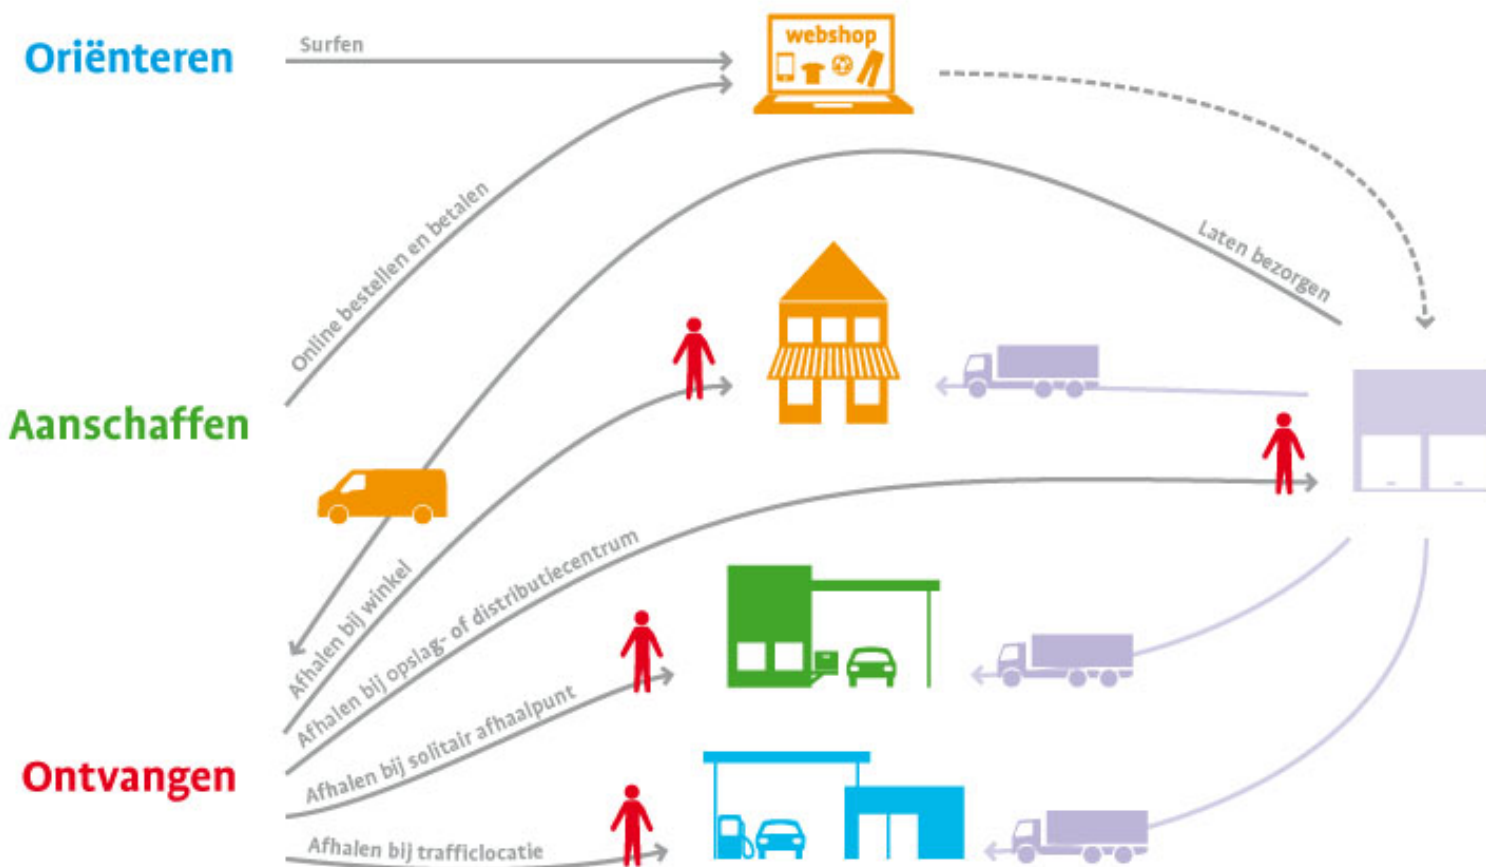 Oriënteren
Surfen
webshop
Online bestellen en betalen
Laten bezorgen
Aanschaffen
Afhalen bij winkel
Afhalen bij opslag- of distributiecentrum
Afhalen bij solitair afhaalpunt
Ontvangen
Afhalen bij trafficlocatie